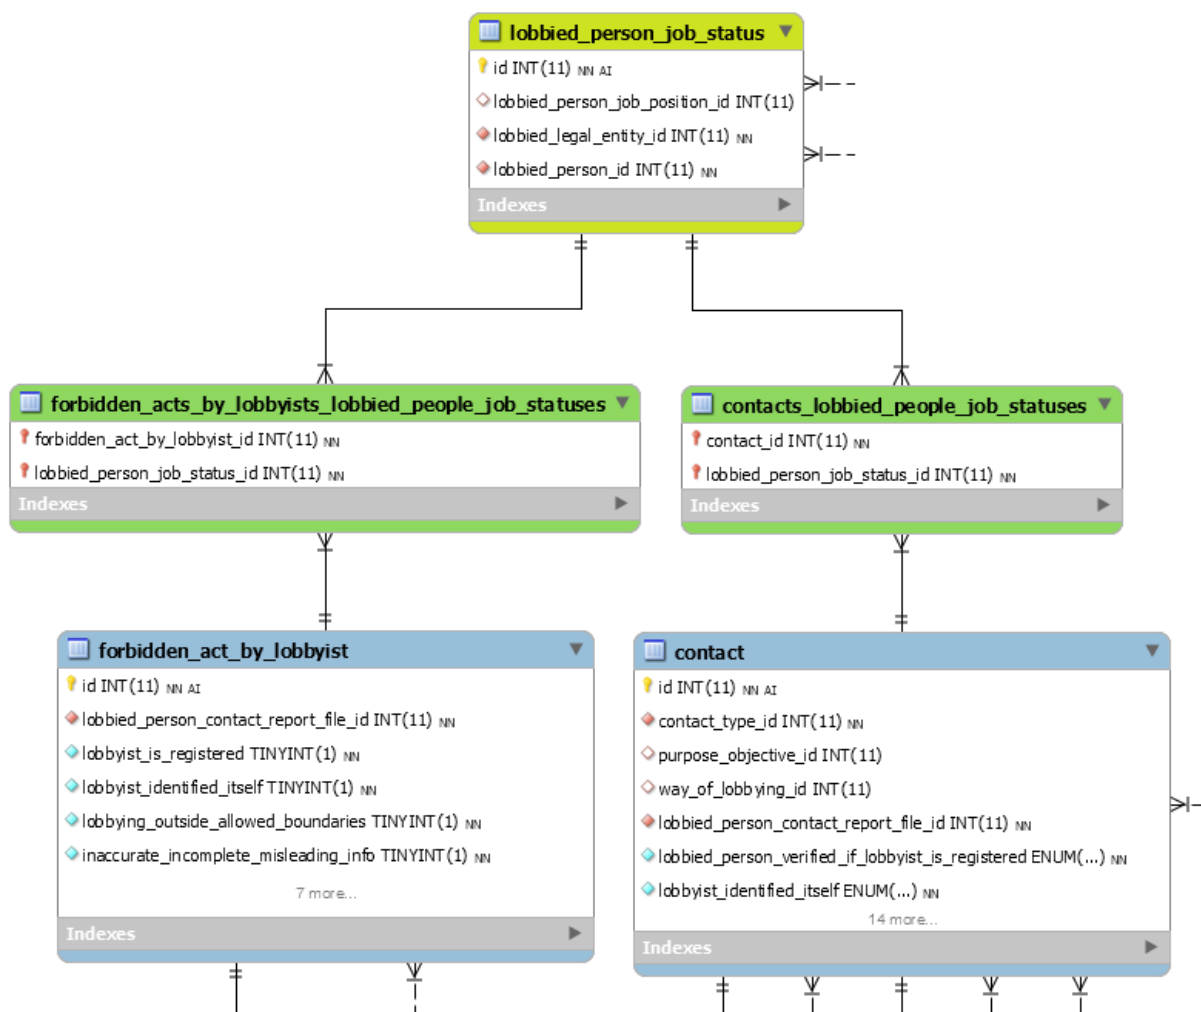 lobbied_person_job_status
id INT(11) NN AI
lobbied_person_job_position_id INT(11)
lobbied_legal_entity_id INT(11) NN
lobbied_person_id INT(11) NN
Indexes
forbidden_acts_by_lobbyists_lobbied_people_job_statuses
forbidden_act_by_lobbyist_id INT(11) NN
lobbied_person_job_status_id INT(11) NN
Indexes
contacts_lobbied_people_job_statuses
contact_id INT(11) NN
lobbied_person_job_status_id INT(11) NN
Indexes
forbidden_act_by_lobbyist
id INT(11) NN AI
lobbied_person_contact_report_file_id INT(11) NN
lobbyist_is_registered TINYINT(1) NN
lobbyist_identified_itself TINYINT(1) NN
lobbying_outside_allowed_boundaries TINYINT(1) NN
inaccurate_incomplete_misleading_info TINYINT(1) NN
7 more...
Indexes
contact
id INT(11) NN AI
contact_type_id INT(11) NN
purpose_objective_id INT(11)
way_of_lobbying_id INT(11)
lobbied_person_contact_report_file_id INT(11) NN
lobbied_person_verified_if_lobbyist_is_registered ENUM(...) NN
lobbyist_identified_itself ENUM(...) NN
14 more...
Indexes